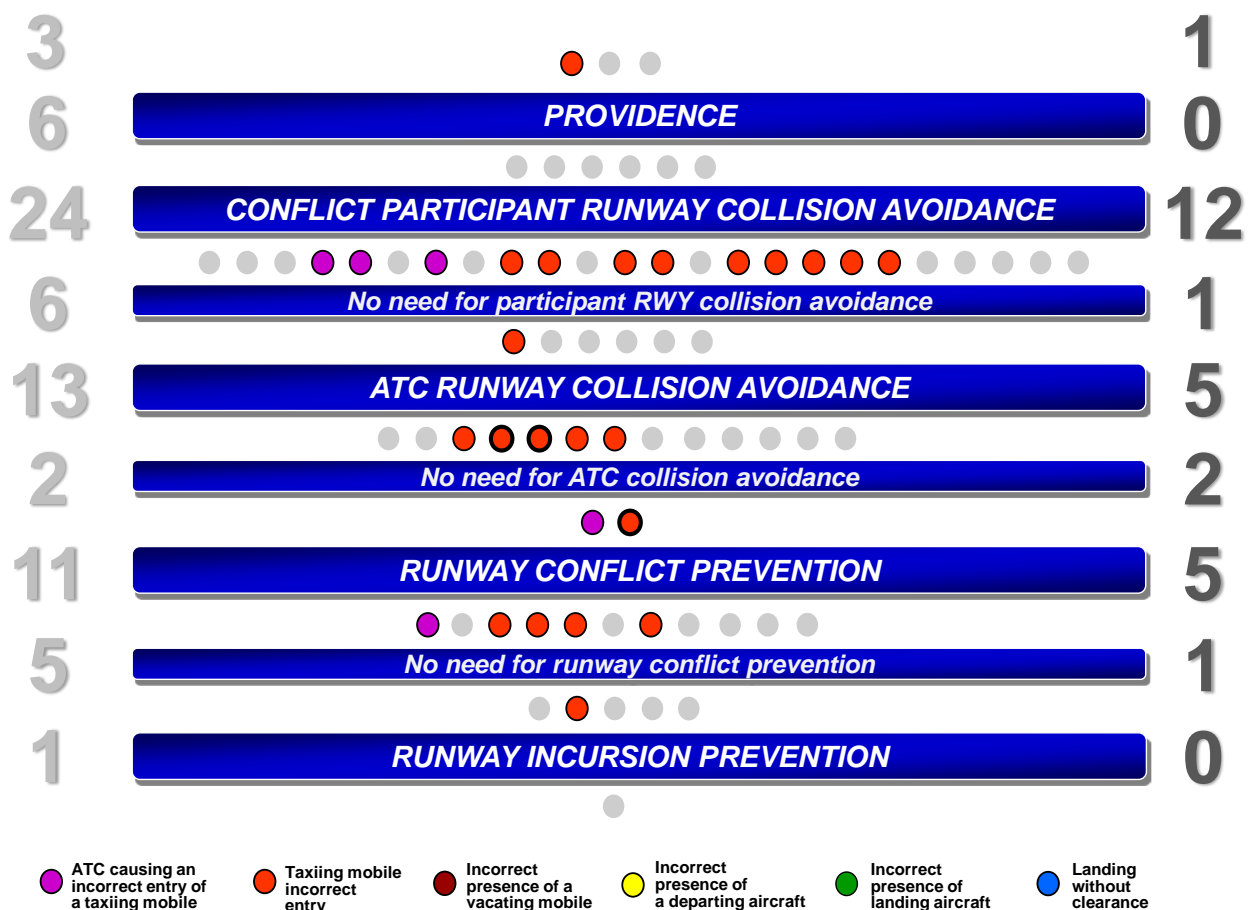 3
1
PROVIDENCE
6
0
CONFLICT PARTICIPANT RUNWAY COLLISION AVOIDANCE
24
12
No need for participant RWY collision avoidance
6
1
ATC RUNWAY COLLISION AVOIDANCE
13
5
No need for ATC collision avoidance
2
2
RUNWAY CONFLICT PREVENTION
11
5
No need for runway conflict prevention
5
1
RUNWAY INCURSION PREVENTION
1
0
ATC causing an
incorrect entry of
a taxiing mobile
Taxiing mobile
incorrect
entry
Incorrect
presence of a
vacating mobile
Incorrect
presence of
a departing aircraft
Incorrect
presence of
landing aircraft
Landing
without
clearance